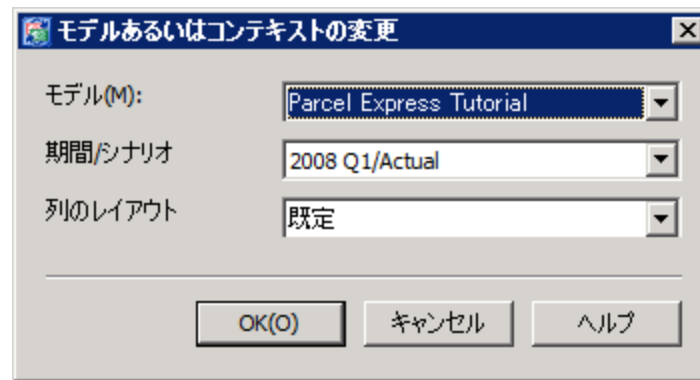 モデルあるいはコンテキストの変更
モデル(M): Parcel Express Tutorial
期間/シナリオ 2008 Q1/Actual
列のレイアウト 既定
OK(O) キャンセル ヘルプ